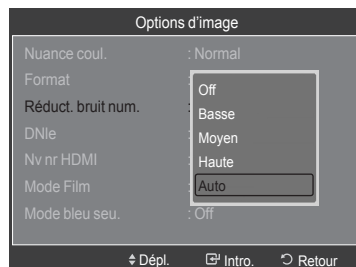 Options d'image
Nuance coul. : Normal
Format :
Réduct. bruit num. :
DNIe :
Nv nr HDMI :
Mode Film :
Mode bleu seu. : Off
Off
Basse
Moyen
Haute
Auto
Dépl. Intro. Retour